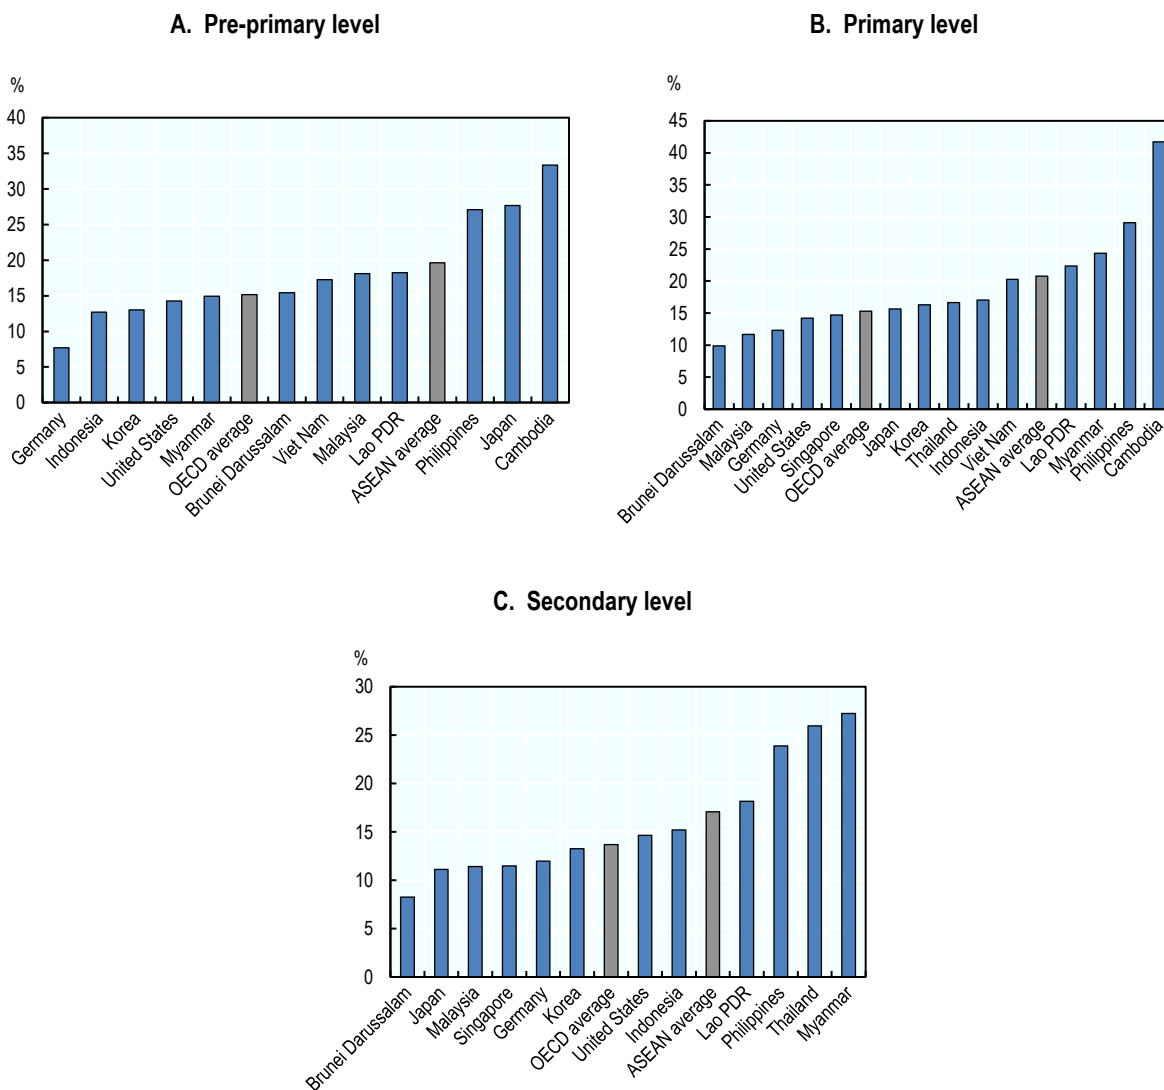 A. Pre-primary level
%
40
35
30
25
20
15
10
5
0
Germany
Indonesia
Korea
United States
Myanmar
OECD average
Brunei Darussalam
Viet Nam
Malaysia
Lao PDR
ASEAN average
Philippines
Japan
Cambodia
B. Primary level
%
45
40
35
30
25
20
15
10
5
0
Brunei Darussalam
Malaysia
Germany
United States
Singapore
OECD average
Japan
Korea
Thailand
Indonesia
Viet Nam
ASEAN average
Lao PDR
Myanmar
Philippines
Cambodia
C. Secondary level
%
30
25
20
15
10
5
0
Brunei Darussalam
Japan
Malaysia
Singapore
Germany
Korea
OECD average
United States
Indonesia
ASEAN average
Lao PDR
Philippines
Thailand
Myanmar